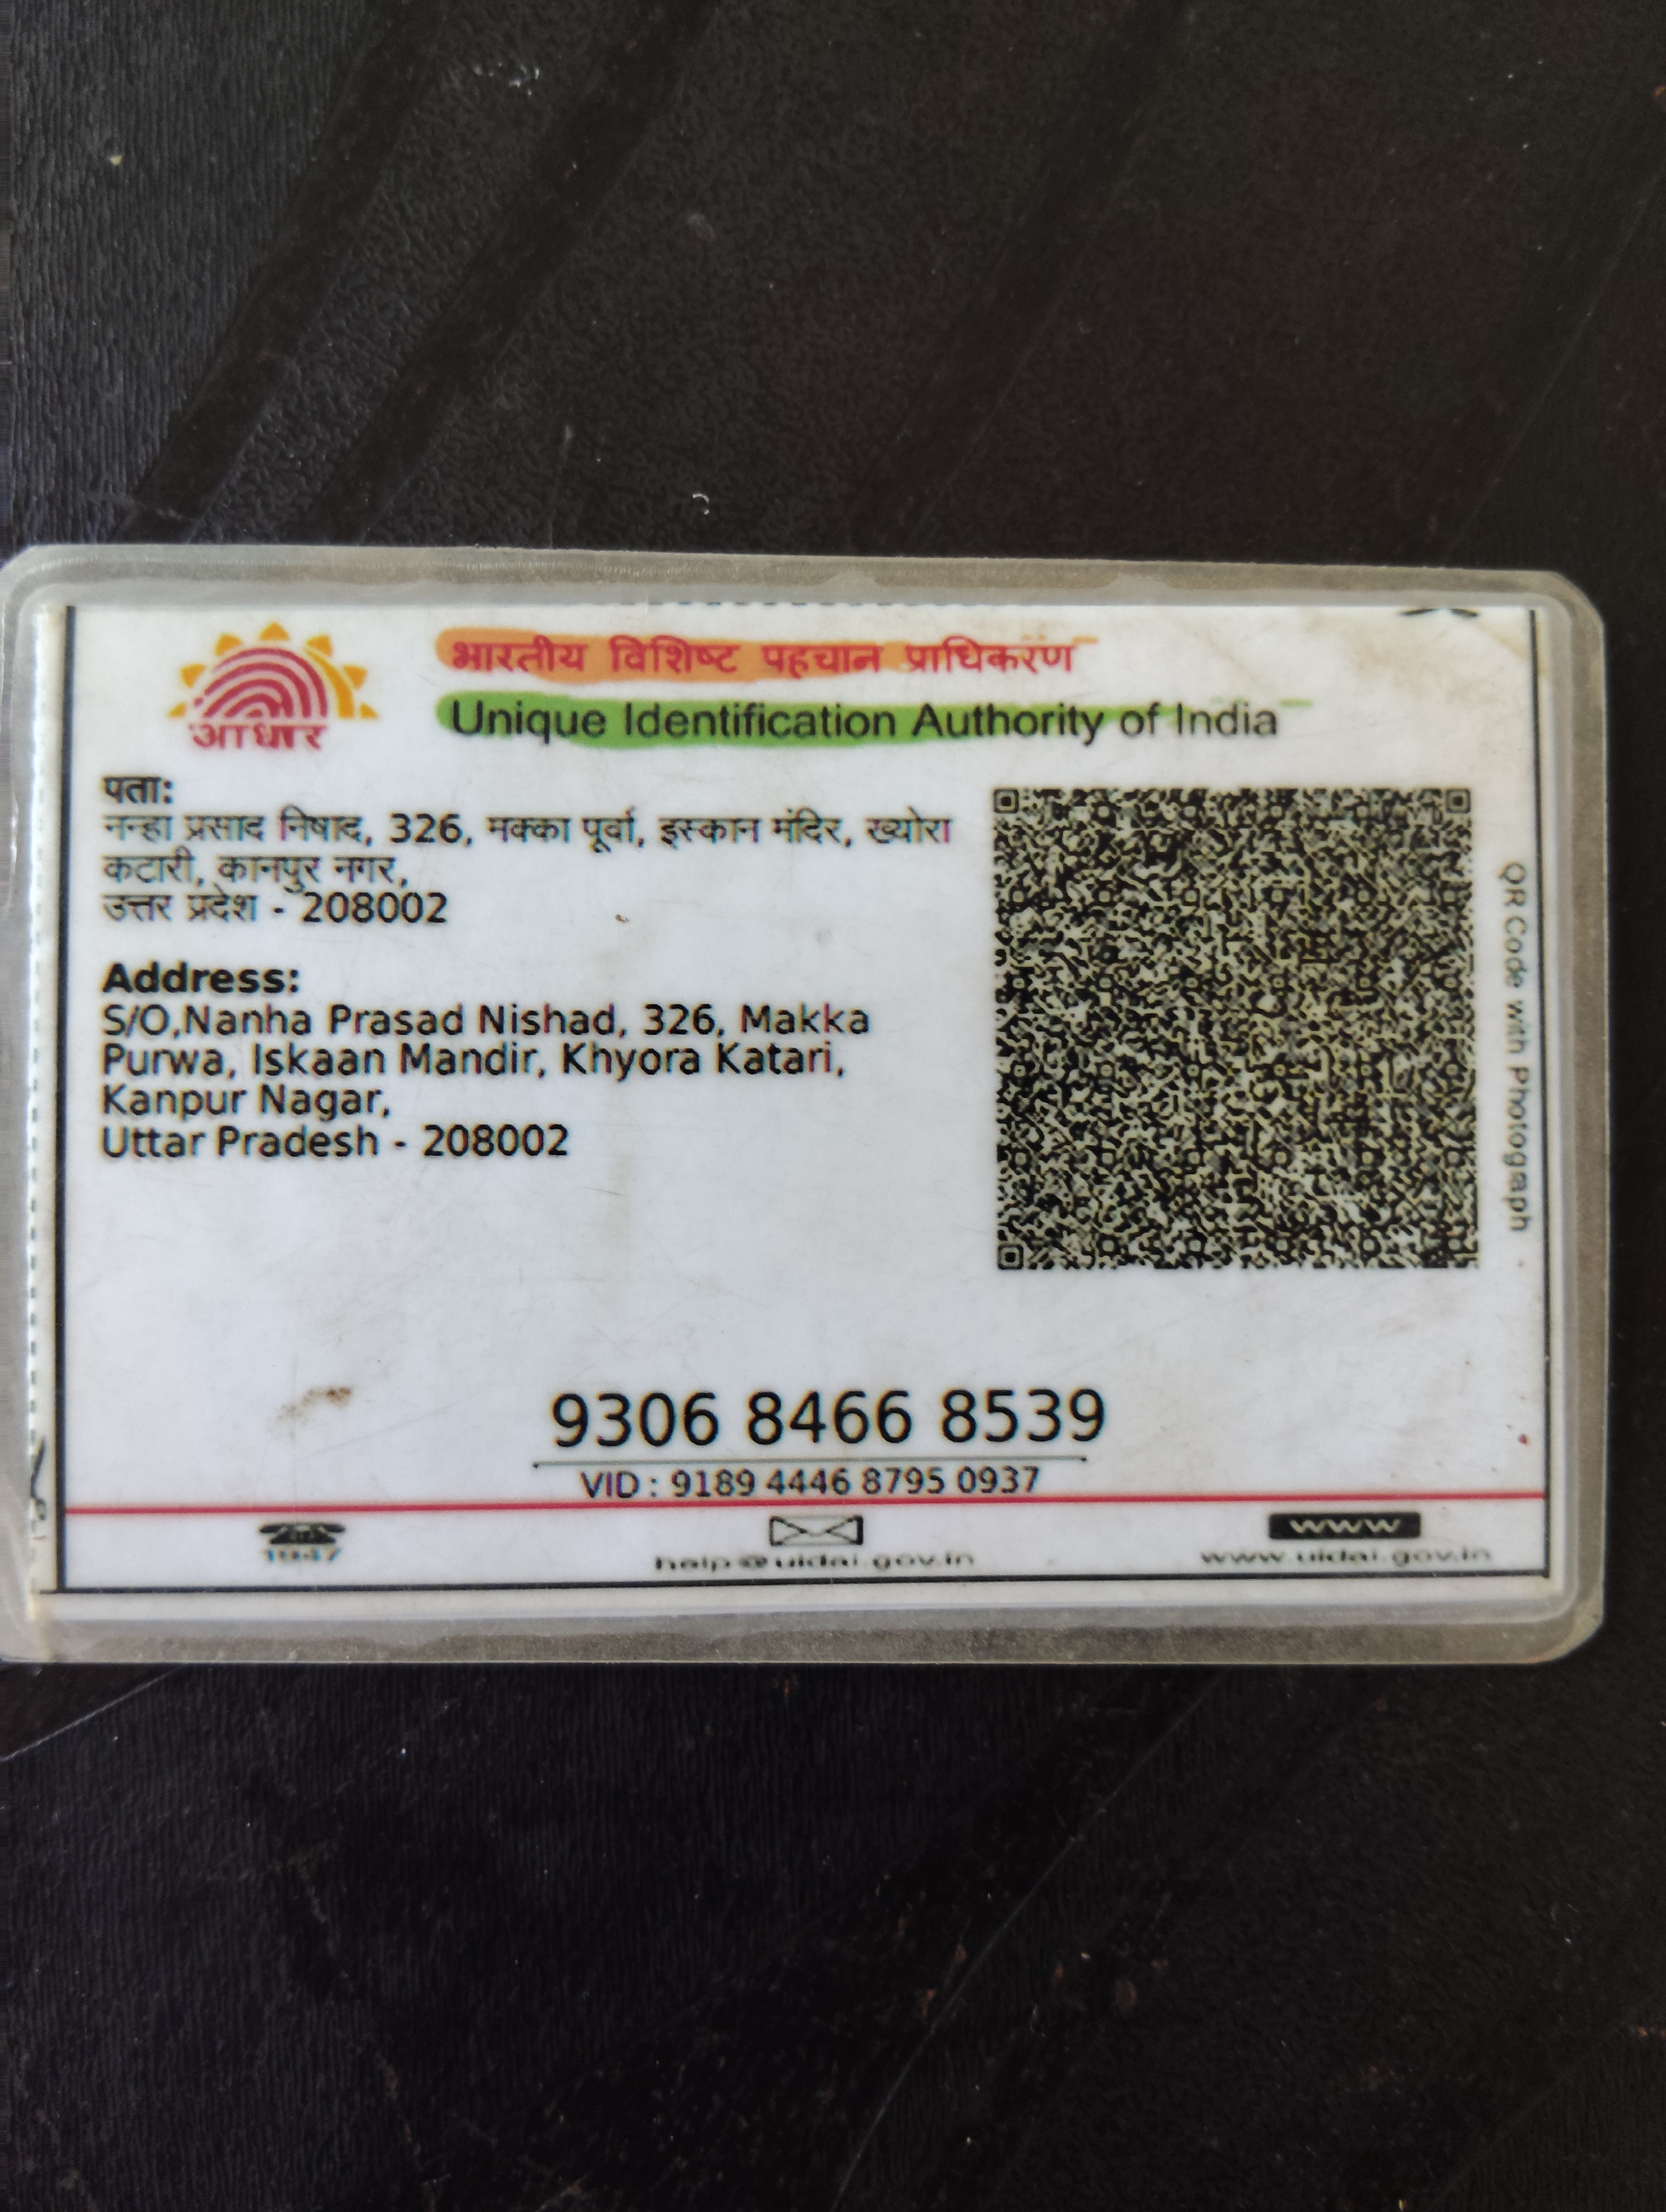 भारतीय विशिष्ट पहचान प्राधिकरण
Unique Identification Authority of India
आधार
पता:
नन्हा प्रसाद निषाद, 326, मक्का पूर्वा, इस्कान मंदिर, ख्योरा
कटारी, कानपुर नगर,
उत्तर प्रदेश - 208002
Address:
S/O,Nanha Prasad Nishad, 326, Makka
Purwa, Iskaan Mandir, Khyora Katari,
Kanpur Nagar,
Uttar Pradesh - 208002
QR Code with Photograph
9306 8466 8539
VID : 9189 4446 8795 0937
1947
help@uidai.gov.in
www
www.uidai.gov.in